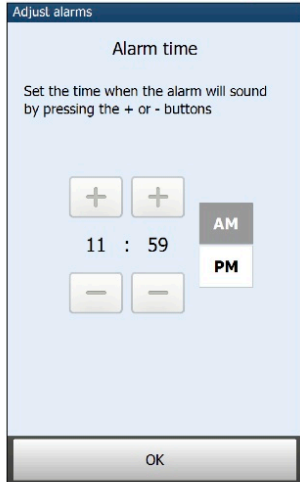 Adjust alarms
Alarm time
Set the time when the alarm will sound
by pressing the + or - buttons
+ +
AM
11 : 59
PM
- -
OK